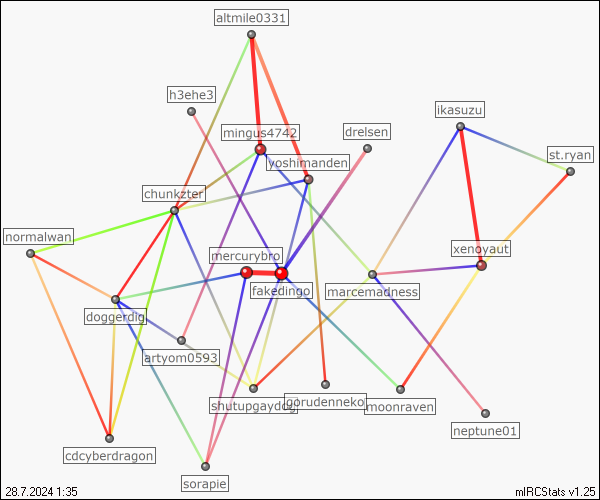 altmile0331
h3ehe3
ikasuzu
mingus4742
drelsen
yoshimanden
st.ryan
chunkzter
normalwan
mercurybro
xenoyaut
fakedingo
marcemadness
doggerdig
artyom0593
shutupgaydog
gorudenneko
moonraven
neptune01
cdcyberdragon
sorapie
28.7.2024 1:35
mIRCStats v1.25